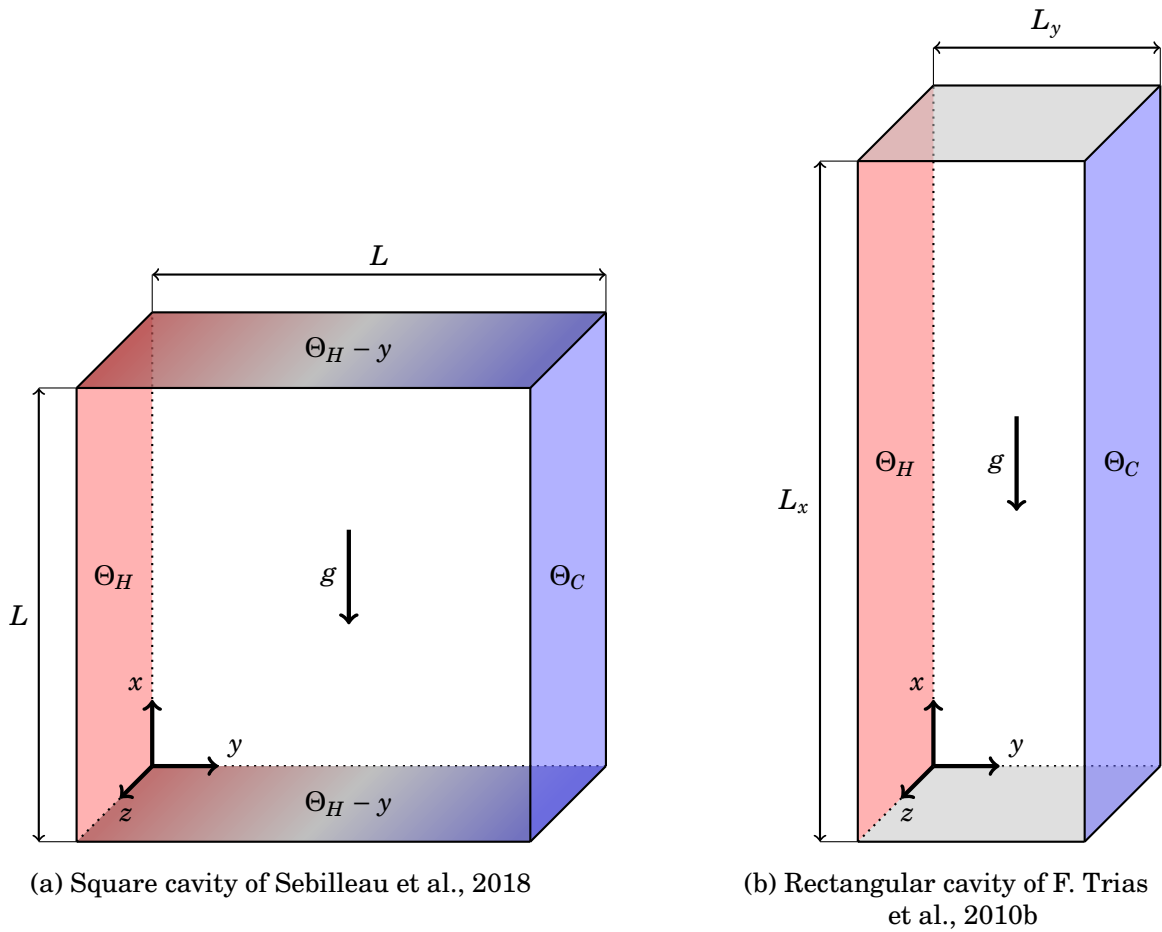 L
Θ_H − y
Θ_H
g
Θ_C
L
x
y
z
Θ_H − y
(a) Square cavity of Sebilleau et al., 2018
L_y
Θ_H
g
Θ_C
L_x
x
y
z
(b) Rectangular cavity of F. Trias
et al., 2010b